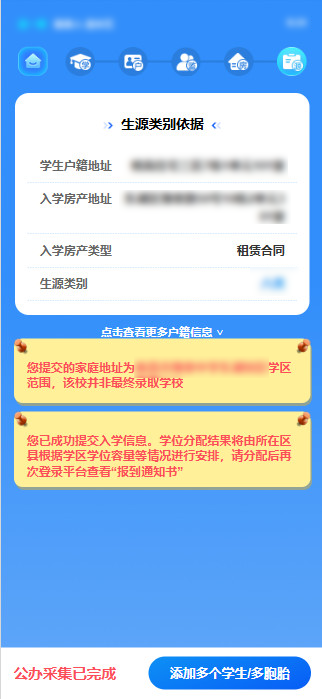 学
户
父
房
生源类别依据
学生户籍地址
入学房产地址
入学房产类型 租赁合同
生源类别
点击查看更多户籍信息
您提交的家庭地址为 学区
范围，该校并非最终录取学校
您已成功提交入学信息。学位分配结果将由所在区
县根据学区学位容量等情况进行安排，请分配后再
次登录平台查看“报到通知书”
公办采集已完成 添加多个学生/多胞胎